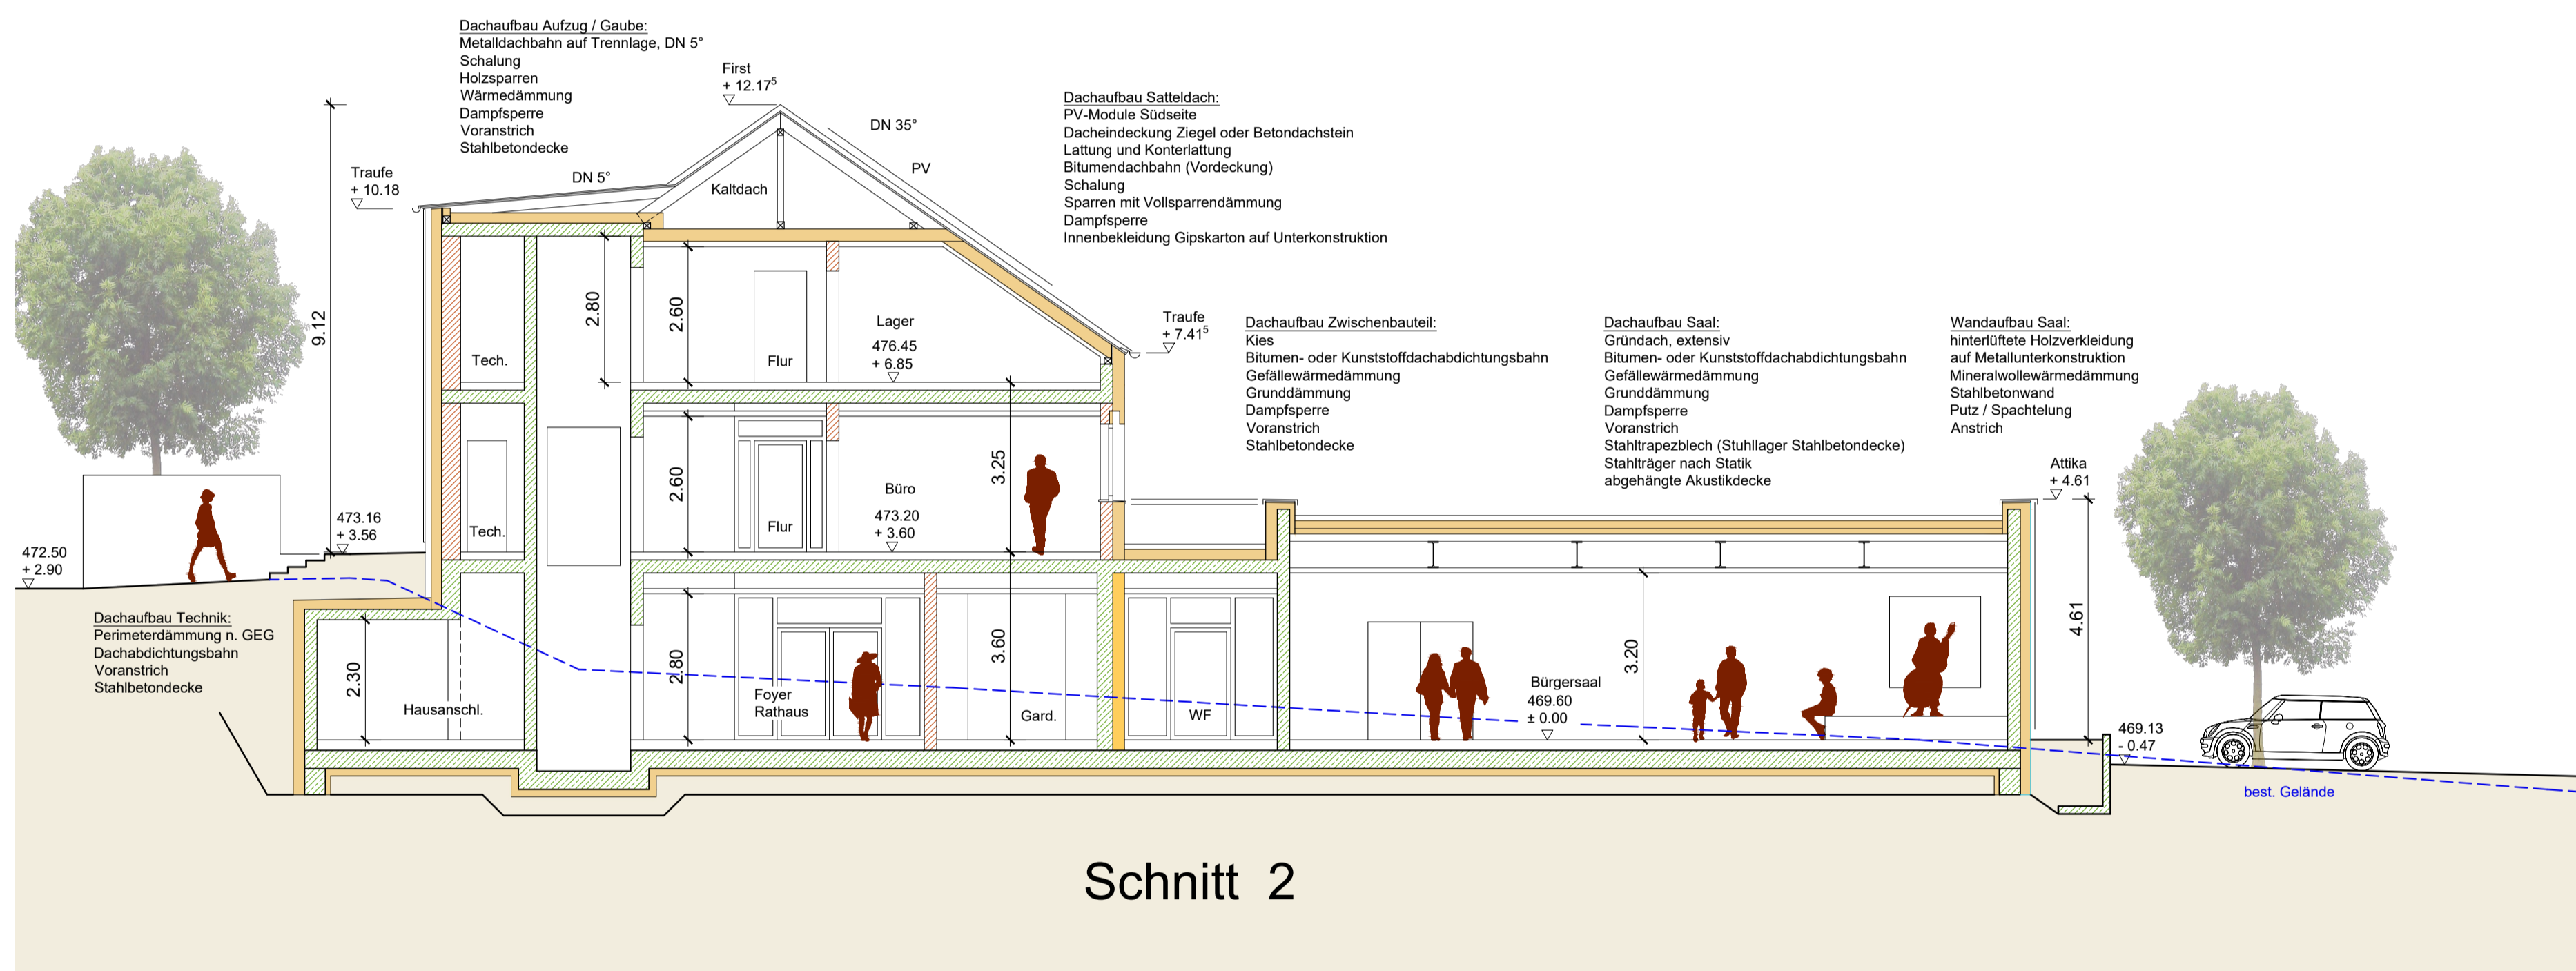 Dachaufbau Aufzug / Gaube:
Metalldachbahn auf Trennlage, DN 5°
Schalung
Holzsparren
Wärmedämmung
Dampfsperre
Voranstrich
Stahlbetondecke
First
+ 12.17⁵
DN 35°
PV
Dachaufbau Satteldach:
PV-Module Südseite
Dacheindeckung Ziegel oder Betondachstein
Lattung und Konterlattung
Bitumendachbahn (Vordeckung)
Schalung
Sparren mit Vollsparrendämmung
Dampfsperre
Innenbekleidung Gipskarton auf Unterkonstruktion
Traufe
+ 10.18
DN 5°
Kaltdach
9.12
2.80
2.60
Tech.
Flur
Lager
476.45
+ 6.85
Traufe
+ 7.41⁵
Dachaufbau Zwischenbauteil:
Kies
Bitumen- oder Kunststoffdachabdichtungsbahn
Gefällewärmedämmung
Grunddämmung
Dampfsperre
Voranstrich
Stahlbetondecke
Dachaufbau Saal:
Gründach, extensiv
Bitumen- oder Kunststoffdachabdichtungsbahn
Gefällewärmedämmung
Grunddämmung
Dampfsperre
Voranstrich
Stahltrapezblech (Stuhllager Stahlbetondecke)
Stahlträger nach Statik
abgehängte Akustikdecke
Wandaufbau Saal:
hinterlüftete Holzverkleidung
auf Metallunterkonstruktion
Mineralwollewärmedämmung
Stahlbetonwand
Putz / Spachtelung
Anstrich
Attika
+ 4.61
472.50
+ 2.90
473.16
+ 3.56
Tech.
2.60
Flur
Büro
473.20
+ 3.60
3.25
Dachaufbau Technik:
Perimeterdämmung n. GEG
Dachabdichtungsbahn
Voranstrich
Stahlbetondecke
2.30
Hausanschl.
2.80
Foyer
Rathaus
3.60
Gard.
WF
Bürgersaal
469.60
± 0.00
3.20
4.61
469.13
- 0.47
best. Gelände
Schnitt 2